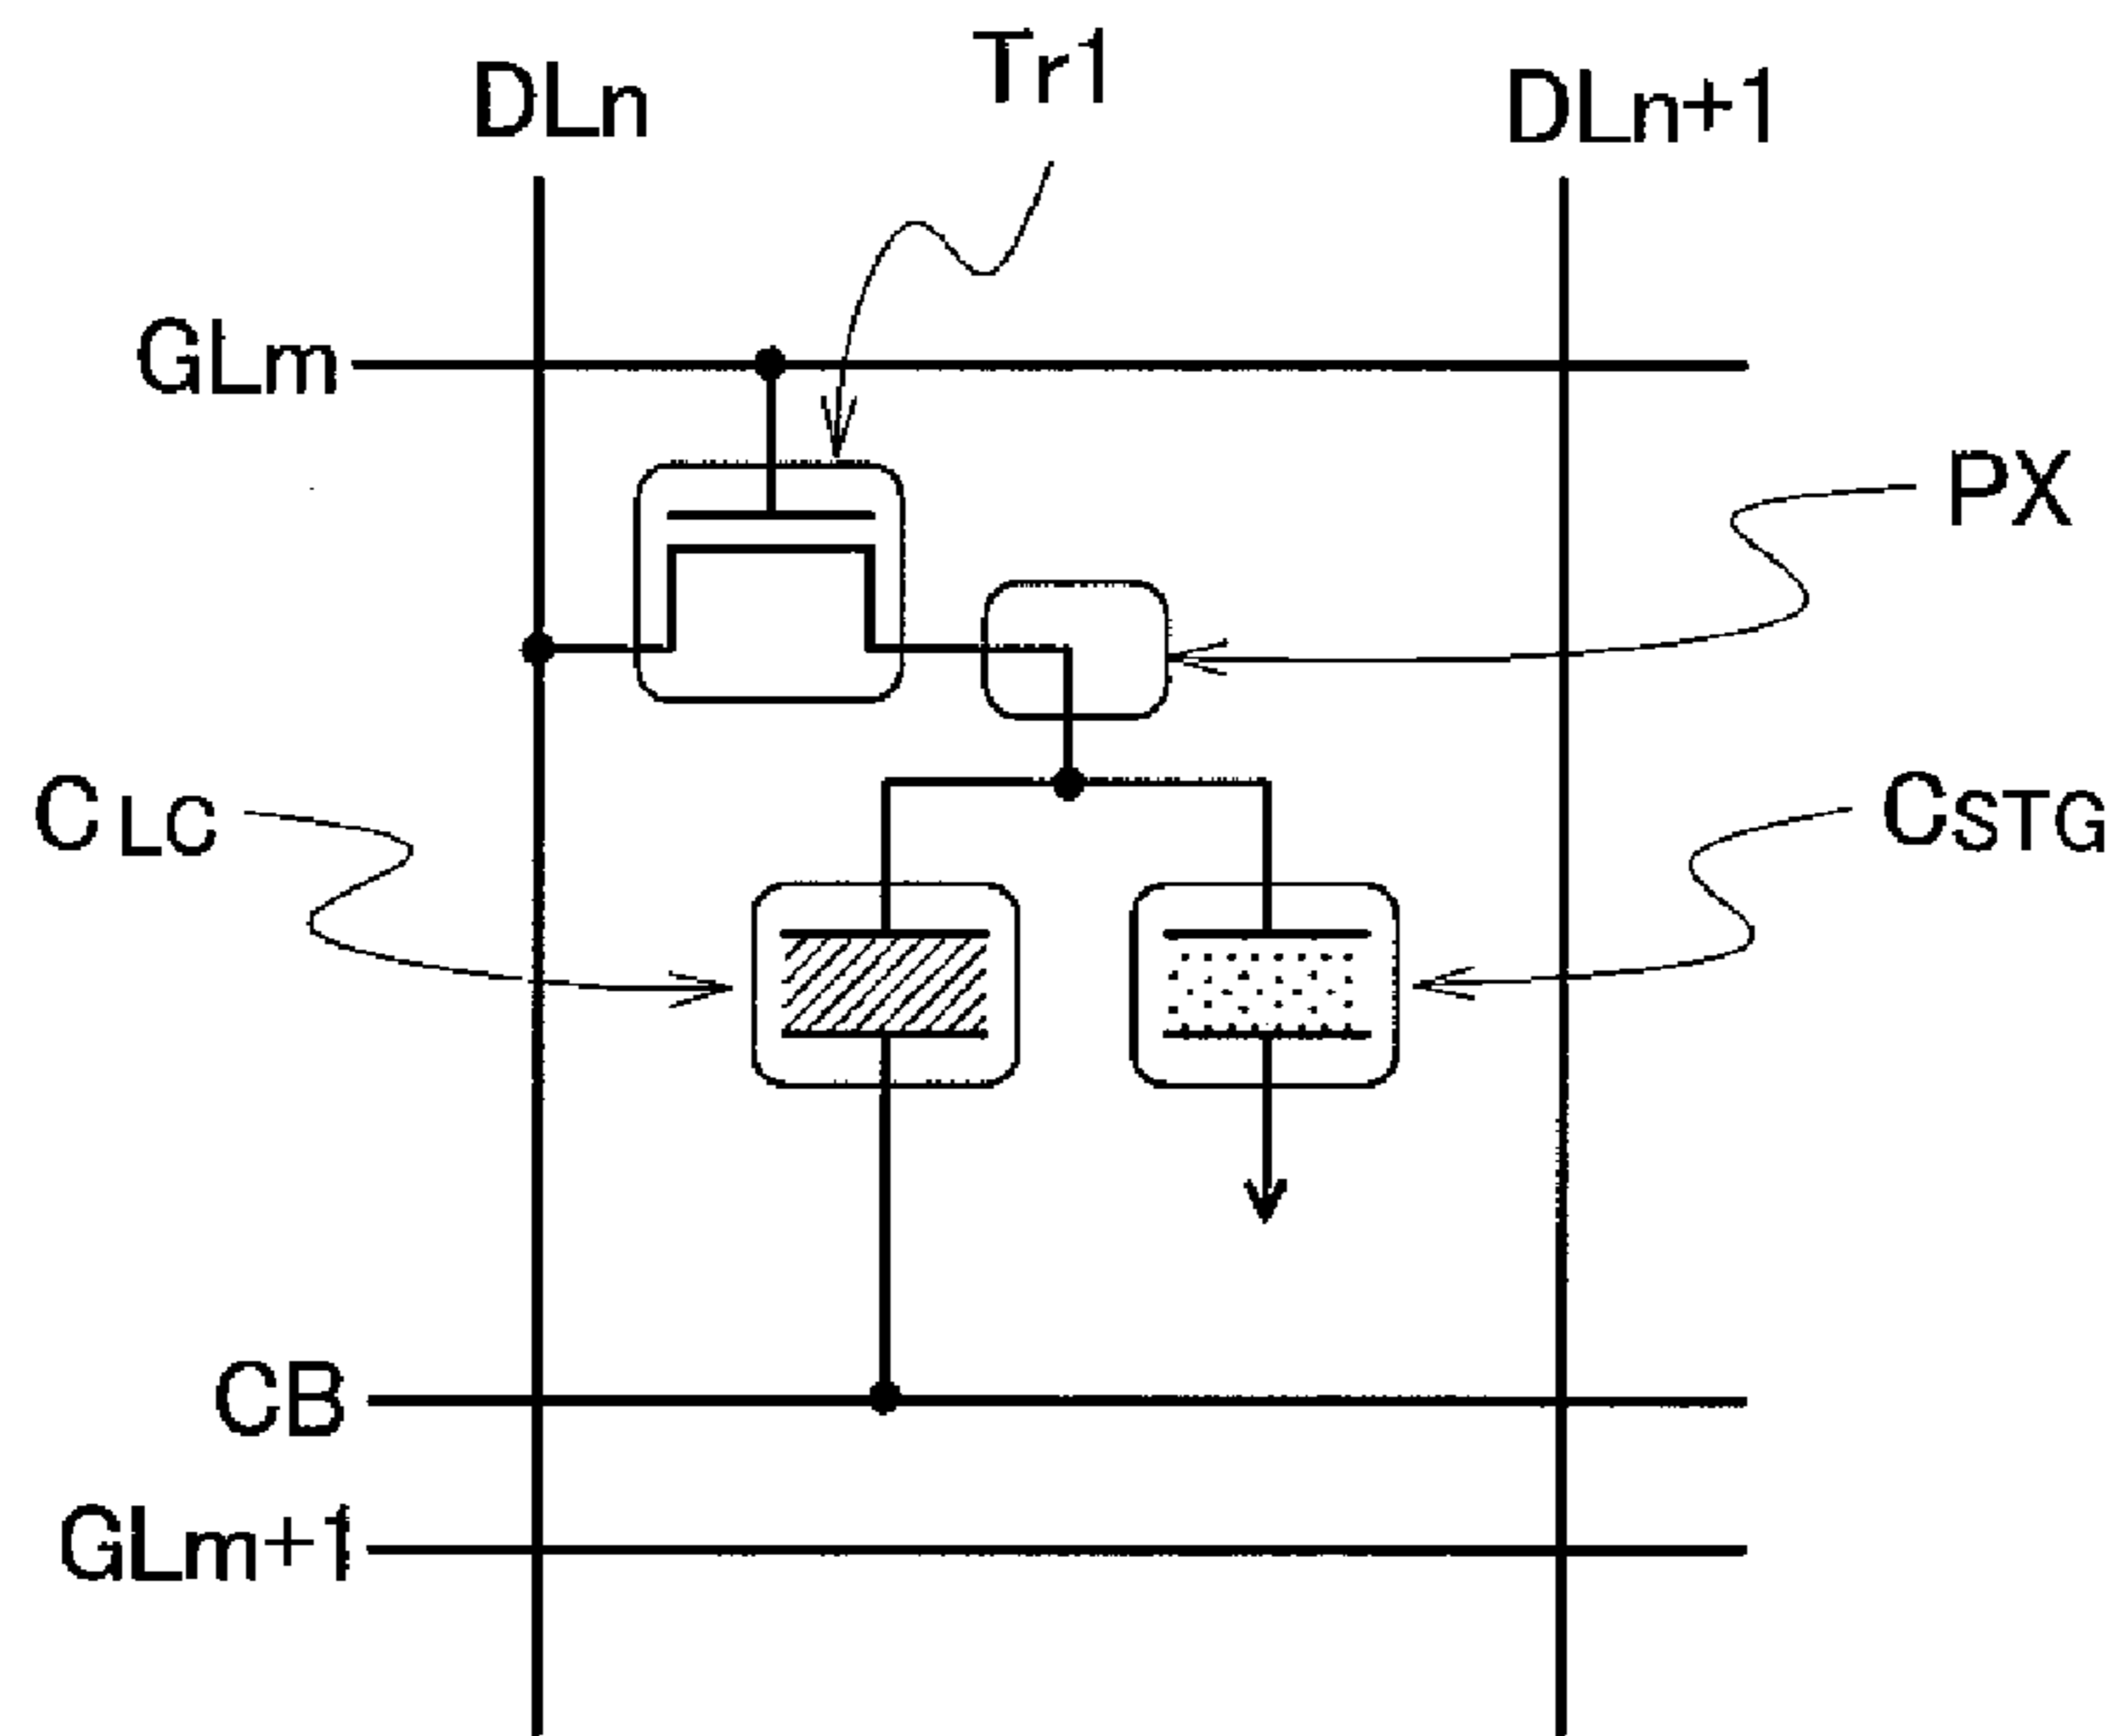 Tr1
DLn
DLn+1
GLm
PX
CLC
CSTG
CB
GLm+1